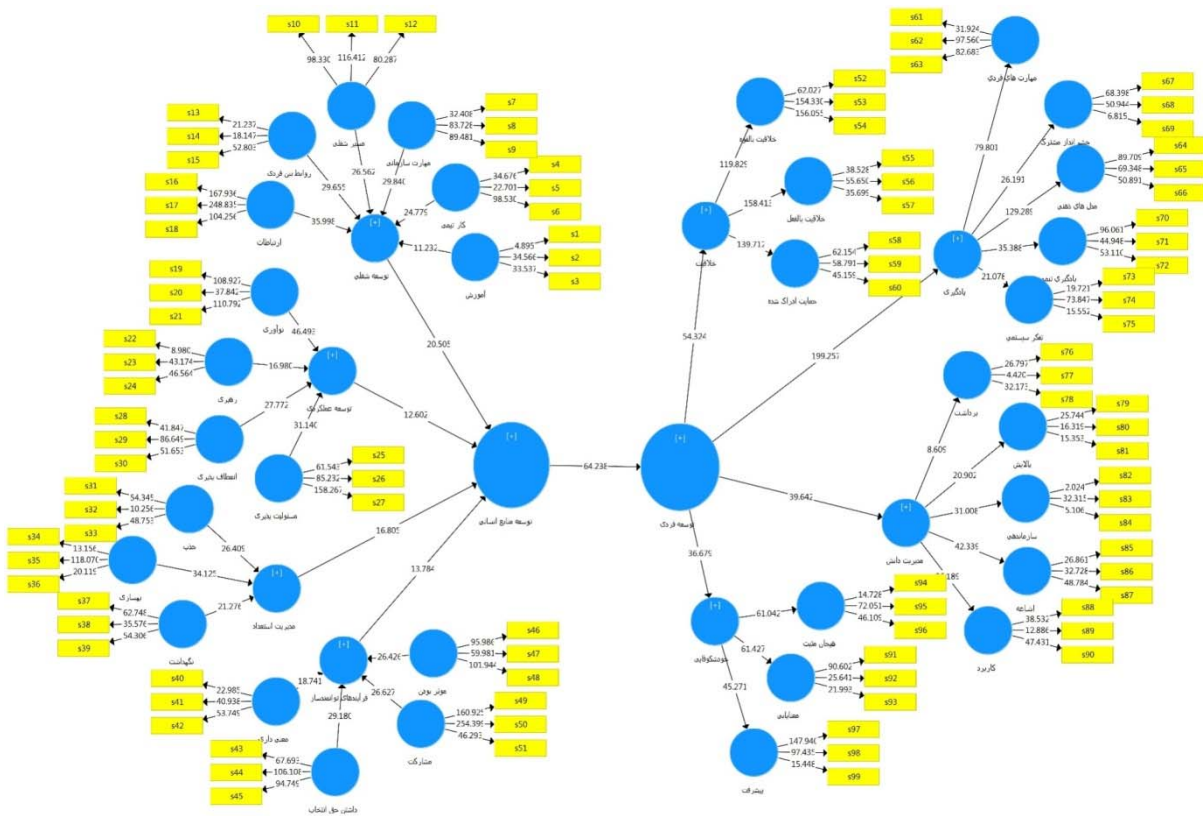 s10
s11
s12
98.330
116.412
80.287
مسیر شغلی
26.562
s13
s14
s15
21.237
18.147
52.803
روابط بین فردی
29.655
s7
s8
s9
32.408
83.726
89.481
مهارت سازمانی
29.840
s16
s17
s18
167.936
248.835
104.256
ارتباطات
35.998
s4
s5
s6
34.676
22.701
98.530
کار تیمی
24.779
s1
s2
s3
4.895
34.566
33.537
آموزش
11.232
[+]
توسعه شغلی
20.505
s19
s20
s21
108.927
37.842
110.792
نوآوری
46.493
s22
s23
s24
8.980
43.174
46.564
رهبری
16.980
s28
s29
s30
41.847
86.649
51.653
انعطاف پذیری
27.772
s25
s26
s27
61.543
85.232
158.267
مسئولیت پذیری
31.140
[+]
توسعه عملکردی
12.602
s31
s32
s33
54.345
10.256
48.753
جذب
26.409
s34
s35
s36
13.156
118.070
20.119
بهسازی
34.125
s37
s38
s39
62.748
35.576
54.306
نگهداشت
21.276
[+]
مدیریت استعداد
16.805
s40
s41
s42
22.985
40.938
53.749
معنی داری
18.741
s43
s44
s45
67.693
106.108
94.749
داشتن حق انتخاب
29.180
s46
s47
s48
95.986
59.981
101.944
موثر بودن
26.426
s49
s50
s51
160.925
254.399
46.293
مشارکت
26.627
[+]
فرآیندهای توانمندساز
13.784
[+]
توسعه منابع انسانی
64.238
[+]
توسعه فردی
54.324
199.257
39.642
36.679
s52
s53
s54
62.027
154.330
156.055
خلاقیت بالقوه
119.829
s55
s56
s57
38.528
55.650
35.699
خلاقیت بالفعل
158.413
s58
s59
s60
62.154
58.791
45.159
حمایت ادراک شده
139.712
[+]
خلاقیت
s61
s62
s63
31.924
97.560
82.683
مهارت های فردی
79.801
s67
s68
s69
68.398
50.944
6.815
چشم انداز مشترک
26.191
s64
s65
s66
89.709
69.348
50.891
مدل های ذهنی
129.289
s70
s71
s72
96.061
44.948
53.110
یادگیری تیمی
35.388
s73
s74
s75
19.721
73.847
15.552
تفکر سیستمی
21.076
[+]
یادگیری
s76
s77
s78
26.797
4.420
32.173
برداشت
8.609
s79
s80
s81
25.744
16.319
15.353
پالایش
20.902
s82
s83
s84
2.024
32.315
5.106
سازماندهی
31.008
s85
s86
s87
26.861
32.728
48.784
اشاعه
42.339
s88
s89
s90
38.532
12.886
47.431
کاربرد
[+]
مدیریت دانش
s94
s95
s96
14.728
72.051
46.109
هیجان مثبت
61.042
s91
s92
s93
90.602
25.641
21.993
معنایابی
61.427
s97
s98
s99
147.940
97.435
15.448
پیشرفت
45.271
[+]
خودشکوفایی